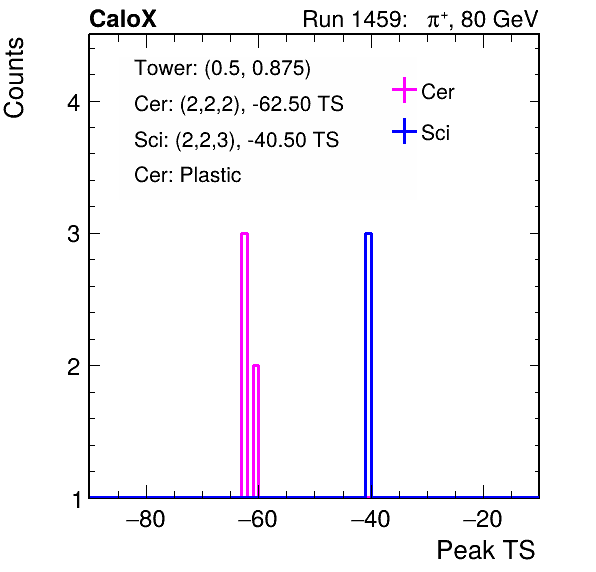 CaloX Run 1459: π⁺, 80 GeV
Counts
Tower: (0.5, 0.875)
Cer: (2,2,2), -62.50 TS
Sci: (2,2,3), -40.50 TS
Cer: Plastic
Cer
Sci
4
3
2
1
−80 −60 −40 −20
Peak TS